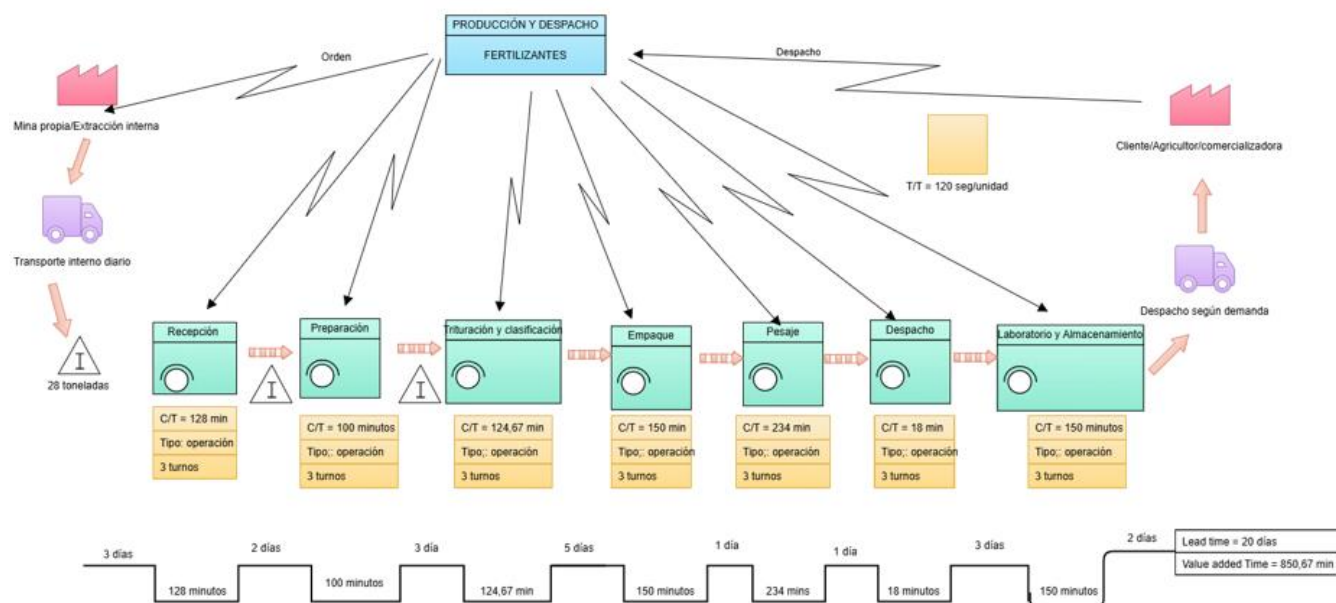 PRODUCCIÓN Y DESPACHO
FERTILIZANTES
Orden
Despacho
Mina propia/Extracción interna
Cliente/Agricultor/comercializadora
T/T = 120 seg/unidad
Transporte interno diario
Despacho según demanda
28 toneladas
I
I
I
Recepción
C/T = 128 min
Tipo: operación
3 turnos
Preparación
C/T = 100 minutos
Tipo;: operación
3 turnos
Trituración y clasificación
C/T = 124,67 min
Tipo;: operación
3 turnos
Empaque
C/T = 150 min
Tipo;: operación
3 turnos
Pesaje
C/T = 234 min
Tipo;: operación
3 turnos
Despacho
C/T = 18 min
Tipo;: operación
3 turnos
Laboratorio y Almacenamiento
C/T = 150 minutos
Tipo;: operación
3 turnos
3 días
128 minutos
2 días
100 minutos
3 día
124,67 min
5 días
150 minutos
1 día
234 mins
1 día
18 minutos
3 días
150 minutos
2 días
Lead time = 20 días
Value added Time = 850,67 min